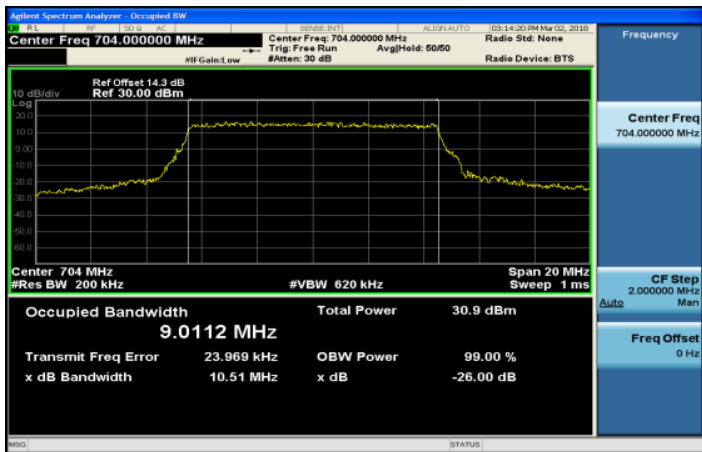 Agilent Spectrum Analyzer - Occupied BW
RL RF 50 Ω AC SENSE:INT ALIGN AUTO 03:14:20 PM Mar 02, 2018
Center Freq 704.000000 MHz Center Freq: 704.000000 MHz Radio Std: None
Trig: Free Run Avg|Hold: 50/50
#IFGain:Low #Atten: 30 dB Radio Device: BTS
Ref Offset 14.3 dB
10 dB/div Ref 30.00 dBm
Log
20.0
10.0
0.00
-10.0
-20.0
-30.0
-40.0
-50.0
-60.0
Center 704 MHz Span 20 MHz
#Res BW 200 kHz #VBW 620 kHz Sweep 1 ms
Occupied Bandwidth Total Power 30.9 dBm
9.0112 MHz
Transmit Freq Error 23.969 kHz OBW Power 99.00 %
x dB Bandwidth 10.51 MHz x dB -26.00 dB
MSG STATUS
Frequency
Center Freq
704.000000 MHz
CF Step
2.000000 MHz
Auto Man
Freq Offset
0 Hz